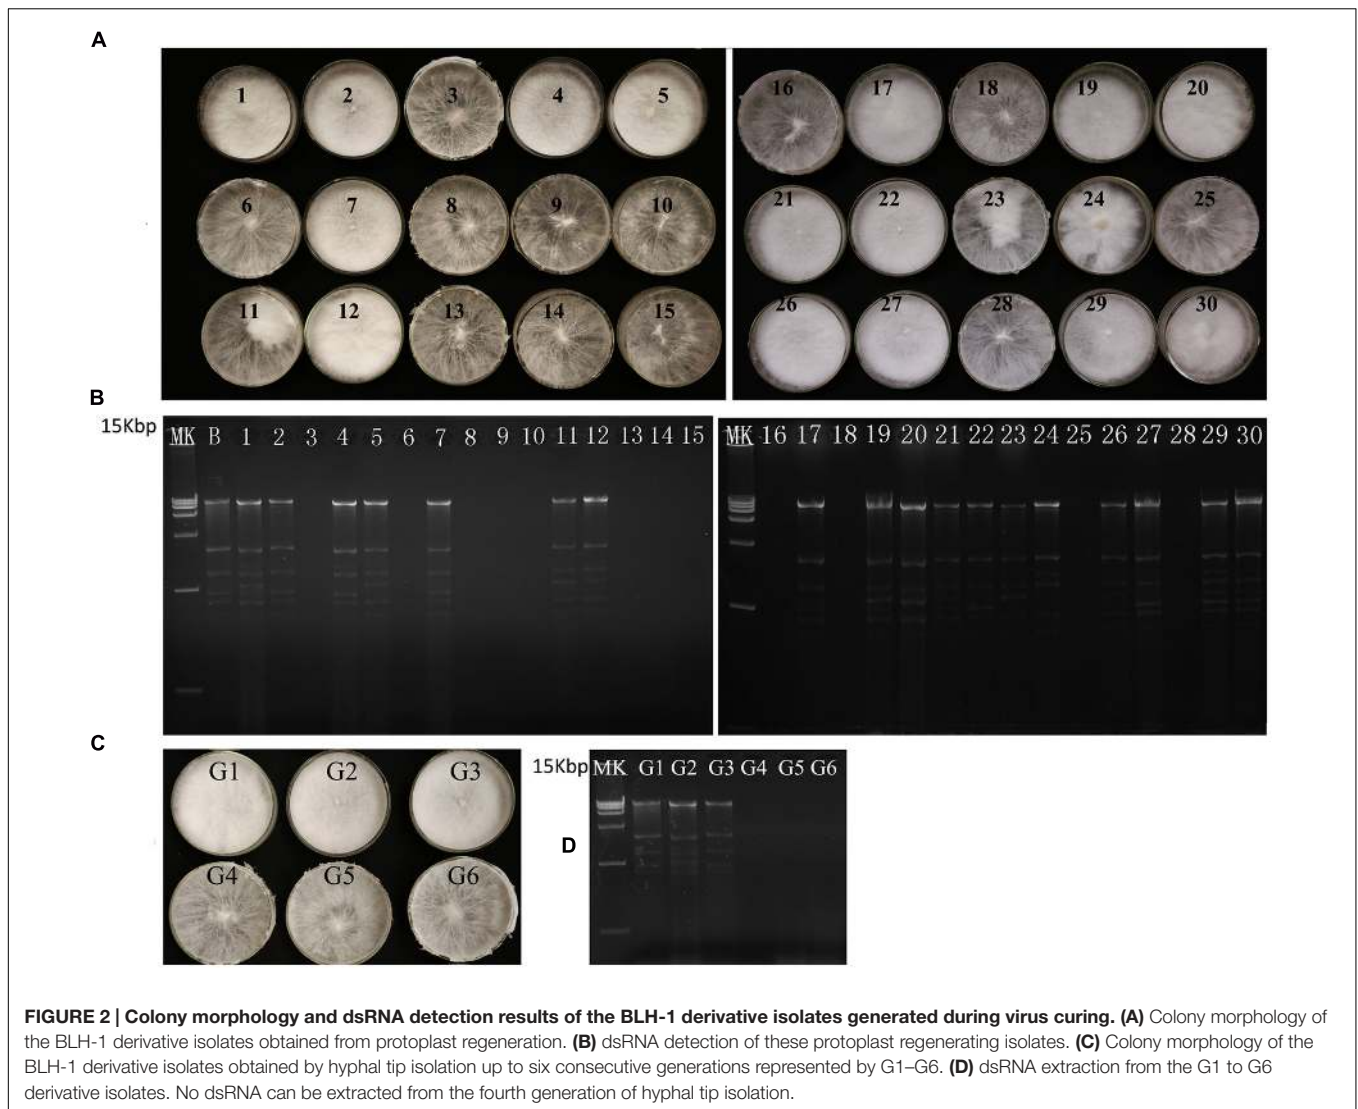 A
1 2 3 4 5
16 17 18 19 20
6 7 8 9 10
21 22 23 24 25
11 12 13 14 15
26 27 28 29 30
B
15Kbp MK B 1 2 3 4 5 6 7 8 9 10 11 12 13 14 15
MK 16 17 18 19 20 21 22 23 24 25 26 27 28 29 30
C
G1 G2 G3
G4 G5 G6
15Kbp MK G1 G2 G3 G4 G5 G6
D
FIGURE 2 | Colony morphology and dsRNA detection results of the BLH-1 derivative isolates generated during virus curing. (A) Colony morphology of
the BLH-1 derivative isolates obtained from protoplast regeneration. (B) dsRNA detection of these protoplast regenerating isolates. (C) Colony morphology of the
BLH-1 derivative isolates obtained by hyphal tip isolation up to six consecutive generations represented by G1–G6. (D) dsRNA extraction from the G1 to G6
derivative isolates. No dsRNA can be extracted from the fourth generation of hyphal tip isolation.